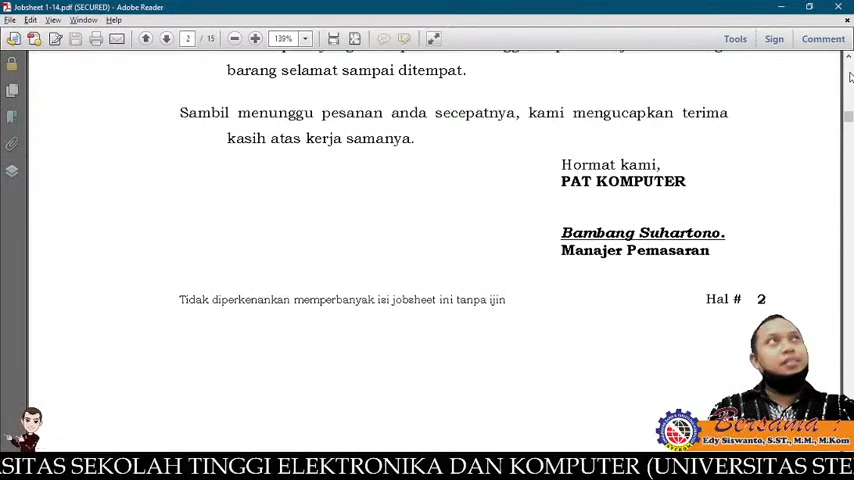 Jobsheet 1-14.pdf (SECURED) - Adobe Reader
File Edit View Window Help
2 / 15 139% Tools Sign Comment
barang selamat sampai ditempat.
Sambil menunggu pesanan anda secepatnya, kami mengucapkan terima
kasih atas kerja samanya.
Hormat kami,
PAT KOMPUTER
Bambang Suhartono.
Manajer Pemasaran
Tidak diperkenankan memperbanyak isi jobsheet ini tanpa ijin Hal # 2
Bersama :
Edy Siswanto, S.ST., M.M., M.Kom
SITAS SEKOLAH TINGGI ELEKTRONIKA DAN KOMPUTER (UNIVERSITAS STE